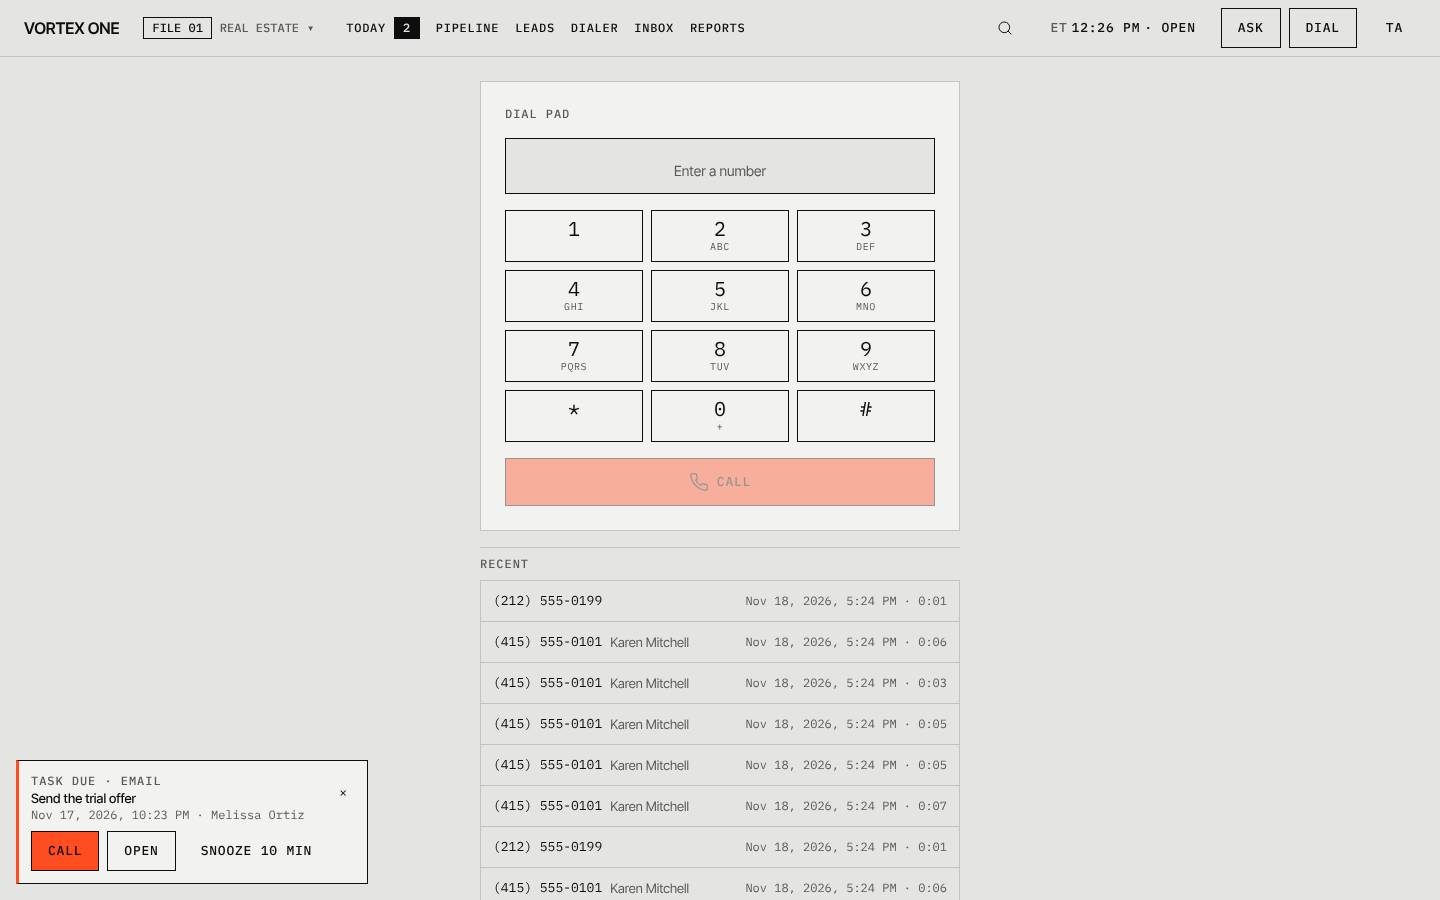 VORTEX ONE FILE 01 REAL ESTATE ▾ TODAY 2 PIPELINE LEADS DIALER INBOX REPORTS ET 12:26 PM · OPEN ASK DIAL TA
DIAL PAD
Enter a number
1 2 3
ABC DEF
4 5 6
GHI JKL MNO
7 8 9
PQRS TUV WXYZ
* 0 #
+
CALL
RECENT
(212) 555-0199 Nov 18, 2026, 5:24 PM · 0:01
(415) 555-0101 Karen Mitchell Nov 18, 2026, 5:24 PM · 0:06
(415) 555-0101 Karen Mitchell Nov 18, 2026, 5:24 PM · 0:03
(415) 555-0101 Karen Mitchell Nov 18, 2026, 5:24 PM · 0:05
(415) 555-0101 Karen Mitchell Nov 18, 2026, 5:24 PM · 0:05
(415) 555-0101 Karen Mitchell Nov 18, 2026, 5:24 PM · 0:07
(212) 555-0199 Nov 18, 2026, 5:24 PM · 0:01
(415) 555-0101 Karen Mitchell Nov 18, 2026, 5:24 PM · 0:06
TASK DUE · EMAIL
Send the trial offer ×
Nov 17, 2026, 10:23 PM · Melissa Ortiz
CALL OPEN SNOOZE 10 MIN